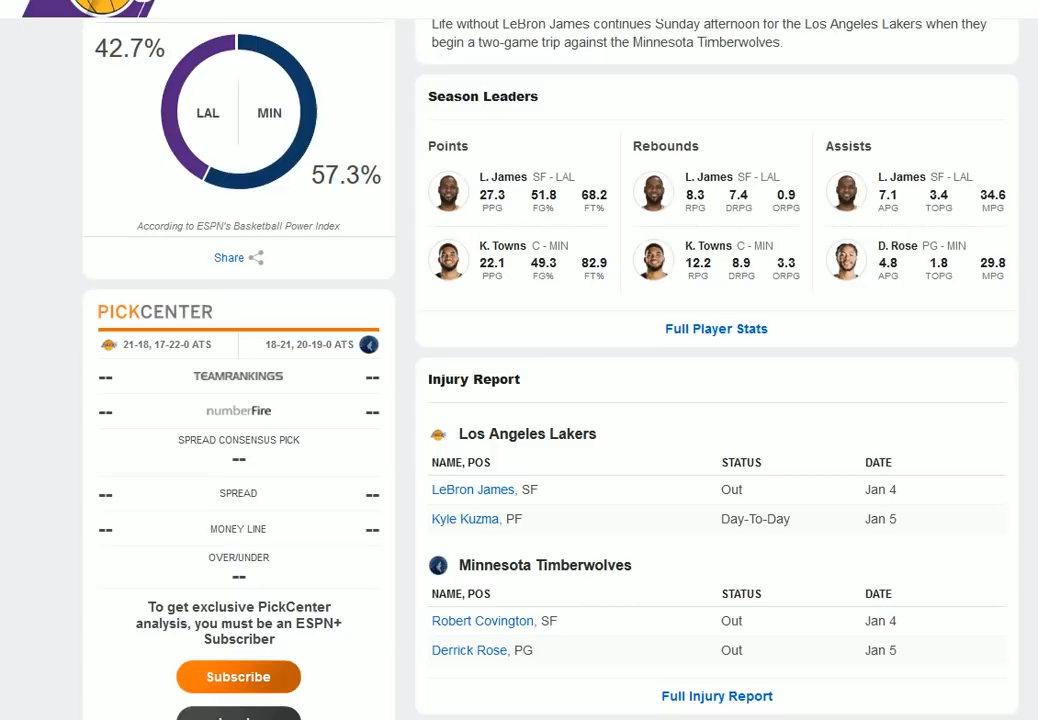 42.7%
LAL
MIN
57.3%
According to ESPN's Basketball Power Index
Share
PICKCENTER
21-18, 17-22-0 ATS
18-21, 20-19-0 ATS
-- TEAMRANKINGS --
-- numberFire --
SPREAD CONSENSUS PICK
--
-- SPREAD --
-- MONEY LINE --
OVER/UNDER
--
To get exclusive PickCenter
analysis, you must be an ESPN+
Subscriber
Subscribe
Life without LeBron James continues Sunday afternoon for the Los Angeles Lakers when they
begin a two-game trip against the Minnesota Timberwolves.
Season Leaders
Points
L. James SF - LAL
27.3 51.8 68.2
PPG FG% FT%
K. Towns C - MIN
22.1 49.3 82.9
PPG FG% FT%
Rebounds
L. James SF - LAL
8.3 7.4 0.9
RPG DRPG ORPG
K. Towns C - MIN
12.2 8.9 3.3
RPG DRPG ORPG
Assists
L. James SF - LAL
7.1 3.4 34.6
APG TOPG MPG
D. Rose PG - MIN
4.8 1.8 29.8
APG TOPG MPG
Full Player Stats
Injury Report
Los Angeles Lakers
NAME, POS STATUS DATE
LeBron James, SF Out Jan 4
Kyle Kuzma, PF Day-To-Day Jan 5
Minnesota Timberwolves
NAME, POS STATUS DATE
Robert Covington, SF Out Jan 4
Derrick Rose, PG Out Jan 5
Full Injury Report